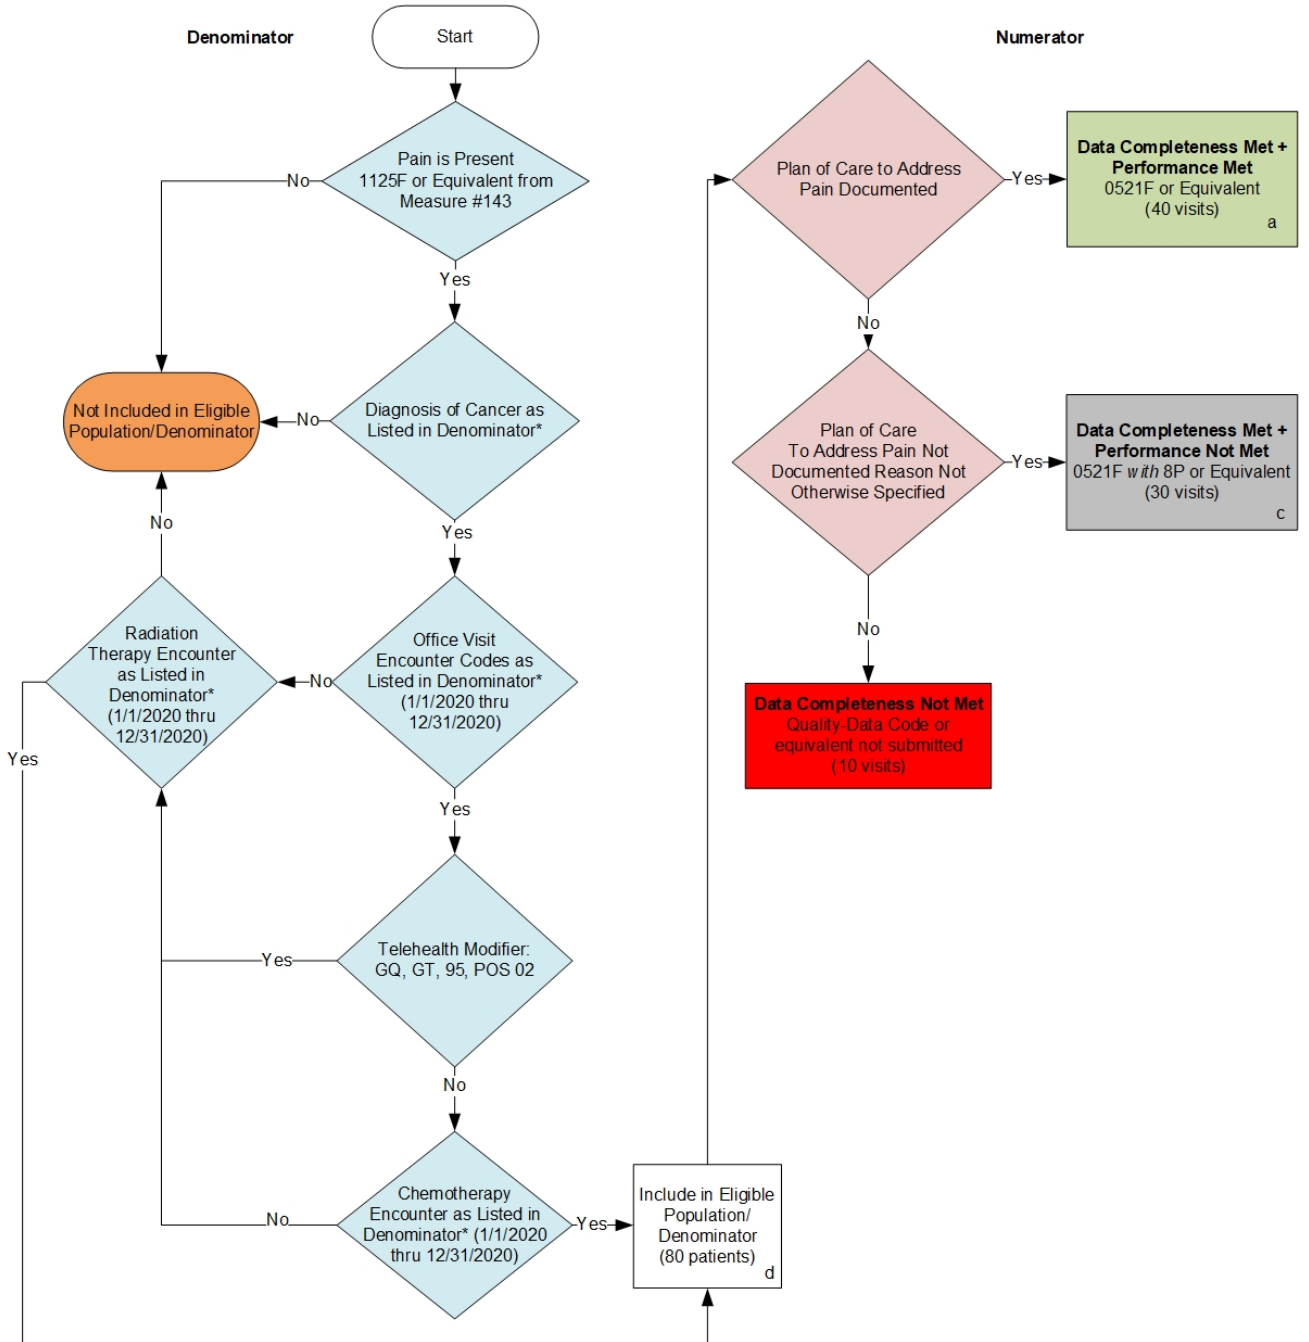 Denominator
Start
Numerator
Pain is Present
1125F or Equivalent from
Measure #143
No
Yes
Diagnosis of Cancer as
Listed in Denominator*
No
Not Included in Eligible
Population/Denominator
Yes
No
Office Visit
Encounter Codes as
Listed in Denominator*
(1/1/2020 thru
12/31/2020)
No
Radiation
Therapy Encounter
as Listed in
Denominator*
(1/1/2020 thru
12/31/2020)
Yes
Yes
Telehealth Modifier:
GQ, GT, 95, POS 02
Yes
No
Chemotherapy
Encounter as Listed in
Denominator* (1/1/2020
thru 12/31/2020)
No
Yes
Include in Eligible
Population/
Denominator
(80 patients)
d
Plan of Care to Address
Pain Documented
Yes
Data Completeness Met +
Performance Met
0521F or Equivalent
(40 visits)
a
No
Plan of Care
To Address Pain Not
Documented Reason Not
Otherwise Specified
Yes
Data Completeness Met +
Performance Not Met
0521F with 8P or Equivalent
(30 visits)
c
No
Data Completeness Not Met
Quality-Data Code or
equivalent not submitted
(10 visits)